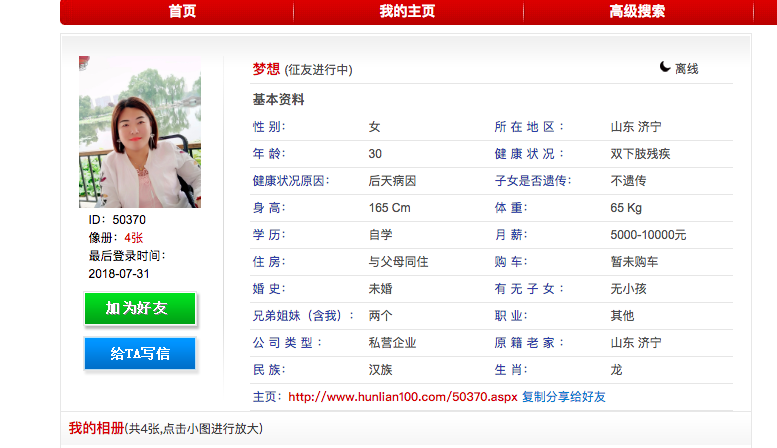 首页 我的主页 高级搜索
梦想 (征友进行中) 离线
基本资料
性 别： 女 所 在 地 区 ： 山东 济宁
年 龄： 30 健 康 状 况 ： 双下肢残疾
健康状况原因： 后天病因 子女是否遗传： 不遗传
身 高： 165 Cm 体 重： 65 Kg
学 历： 自学 月 薪： 5000-10000元
住 房： 与父母同住 购 车： 暂未购车
婚 史： 未婚 有 无 子 女 ： 无小孩
兄弟姐妹（含我）： 两个 职 业： 其他
公 司 类 型 ： 私营企业 原 籍 老 家 ： 山东 济宁
民 族： 汉族 生 肖： 龙
主页：http://www.hunlian100.com/50370.aspx 复制分享给好友
ID：50370
像册：4张
最后登录时间：
2018-07-31
加为好友
给TA写信
我的相册(共4张,点击小图进行放大)